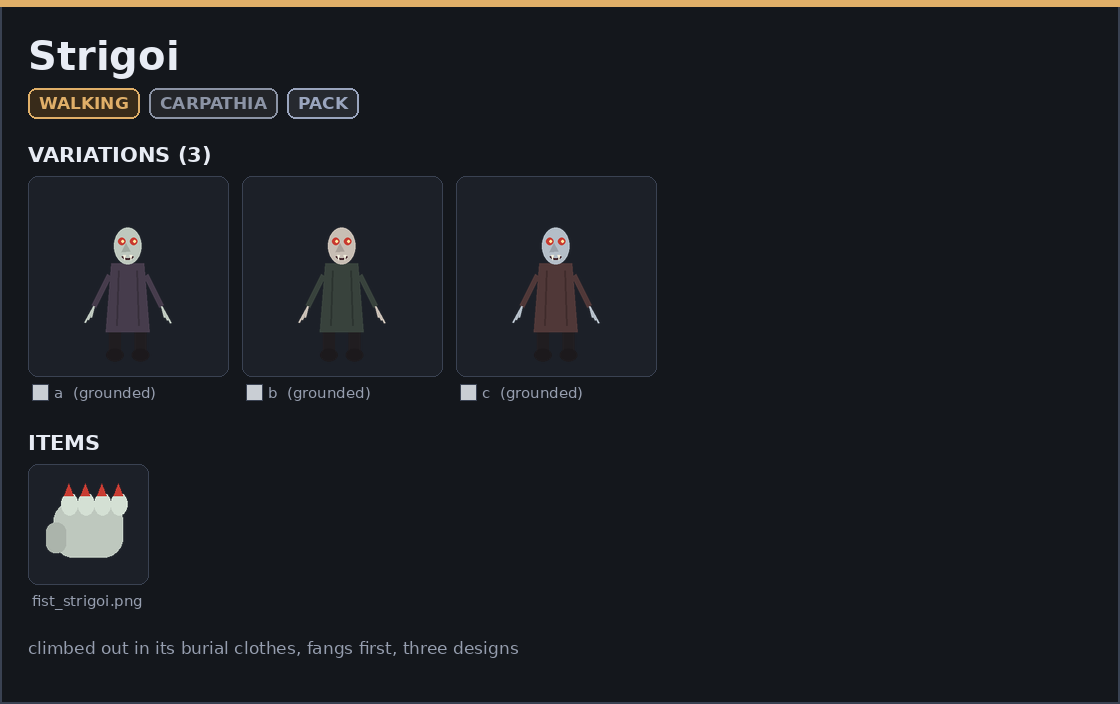 Strigoi
WALKING CARPATHIA PACK
VARIATIONS (3)
a (grounded) b (grounded) c (grounded)
ITEMS
fist_strigoi.png
climbed out in its burial clothes, fangs first, three designs